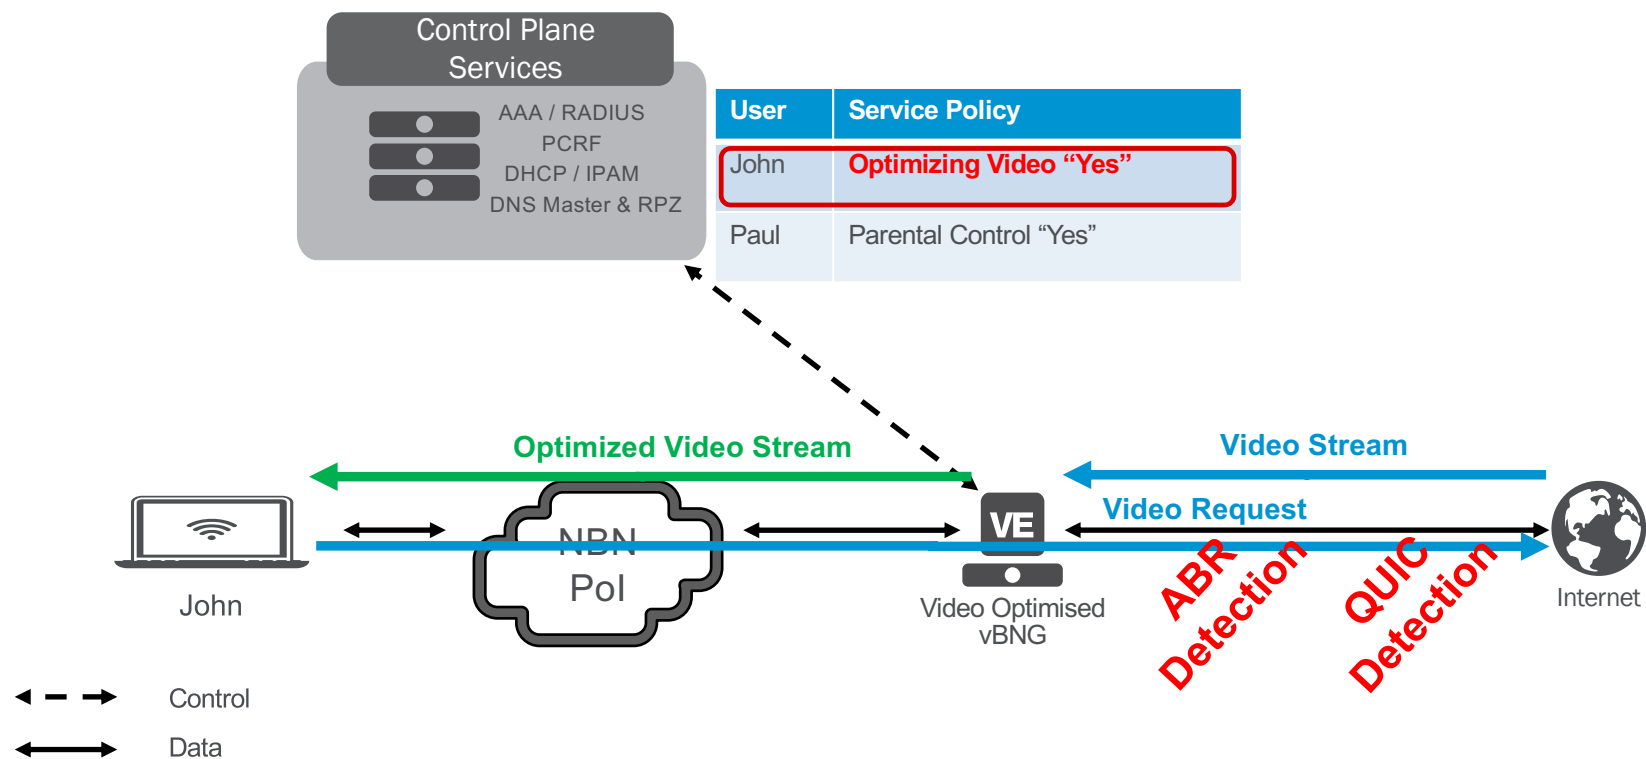 Control Plane
Services
AAA / RADIUS
PCRF
DHCP / IPAM
DNS Master & RPZ
User Service Policy
John Optimizing Video “Yes”
Paul Parental Control “Yes”
Optimized Video Stream
Video Stream
Video Request
VE
NBN
PoI
ABR
Detection
QUIC
Detection
John
Video Optimised
vBNG
Internet
Control
Data